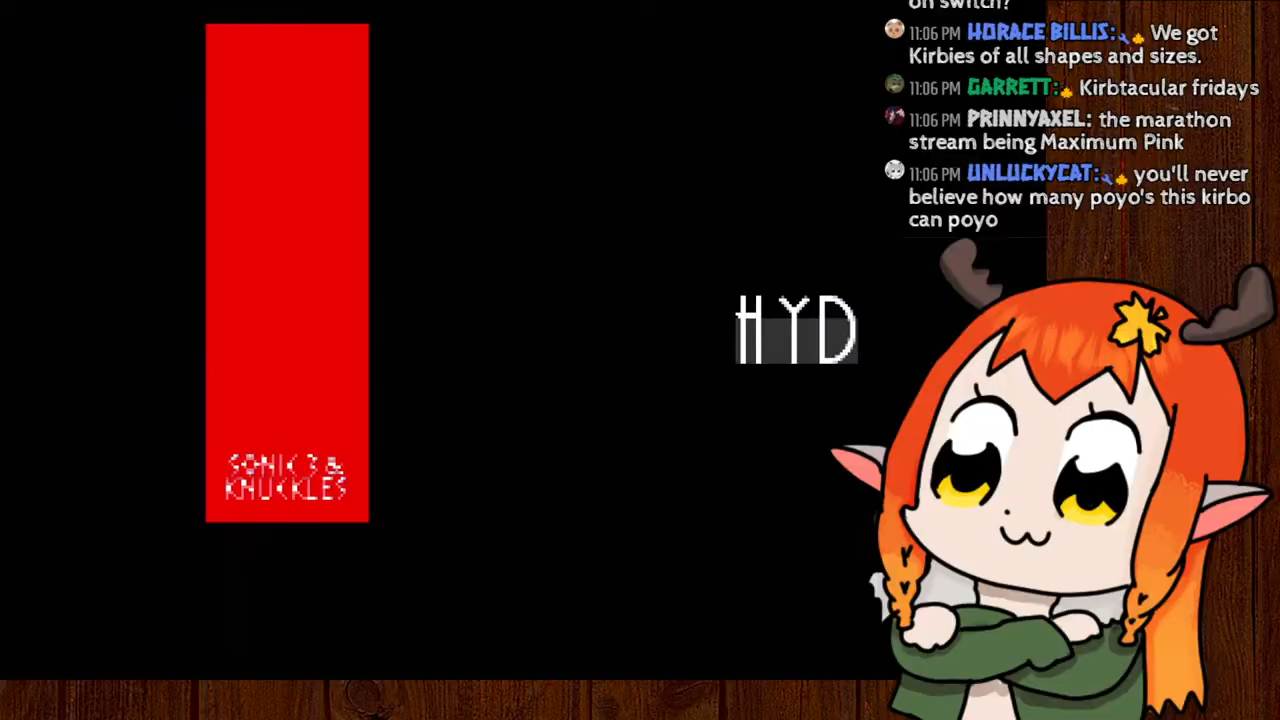 on switch?
11:06 PM HORACE BILLIS: We got
Kirbies of all shapes and sizes.
11:06 PM GARRETT: Kirbtacular fridays
11:06 PM PRINNYAXEL: the marathon
stream being Maximum Pink
11:06 PM UNLUCKYCAT: you'll never
believe how many poyo's this kirbo
can poyo
HYD
SONIC 3 &
KNUCKLES